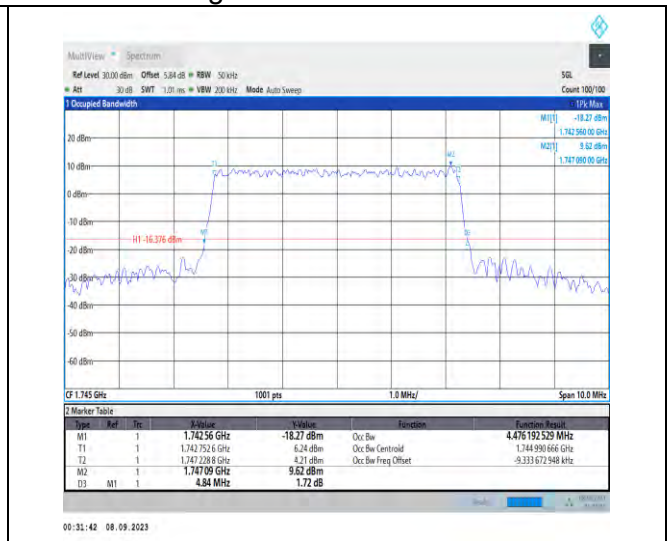 MultiView Spectrum
Ref Level 30.00 dBm Offset 5.84 dB RBW 50 kHz SGL
Att 30 dB SWT 1.01 ms VBW 200 kHz Mode Auto Sweep Count 100/100
1 Occupied Bandwidth 1Pk Max
M1[1] -18.27 dBm
1.742 560 00 GHz
M2[1] 9.62 dBm
1.747 090 00 GHz
20 dBm
M2
T1 T2
10 dBm
0 dBm
-10 dBm
M1 D3
H1 -16.376 dBm
-20 dBm
-30 dBm
-40 dBm
-50 dBm
-60 dBm
CF 1.745 GHz 1001 pts 1.0 MHz/ Span 10.0 MHz
2 Marker Table
Type Ref Trc X-Value Y-Value Function Function Result
M1 1 1.742 56 GHz -18.27 dBm Occ Bw 4.476 192 529 MHz
T1 1 1.742 752 6 GHz 6.24 dBm Occ Bw Centroid 1.744 990 666 GHz
T2 1 1.747 228 8 GHz 4.21 dBm Occ Bw Freq Offset -9.333 672 948 kHz
M2 1 1.747 09 GHz 9.62 dBm
D3 M1 1 4.84 MHz 1.72 dB
00:31:42 08.09.2023